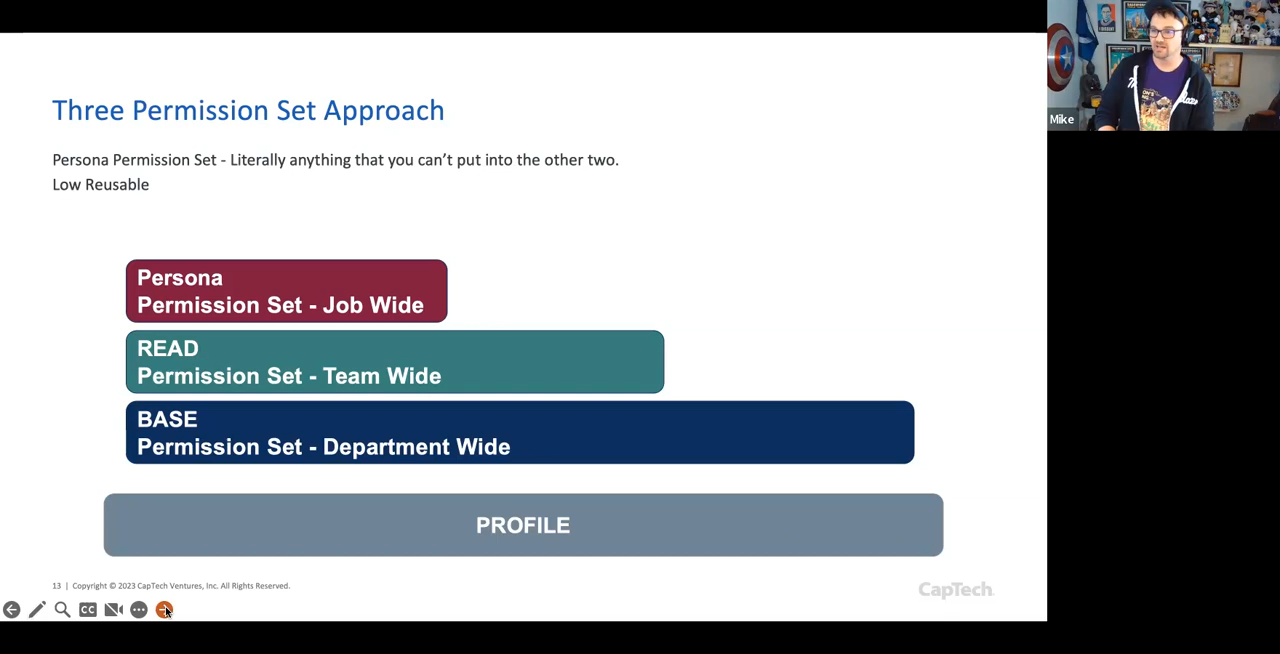 Three Permission Set Approach
Persona Permission Set - Literally anything that you can't put into the other two.
Low Reusable
Persona
Permission Set - Job Wide
READ
Permission Set - Team Wide
BASE
Permission Set - Department Wide
PROFILE
13 | Copyright © 2023 CapTech Ventures, Inc. All Rights Reserved.
CapTech
CC
Mike